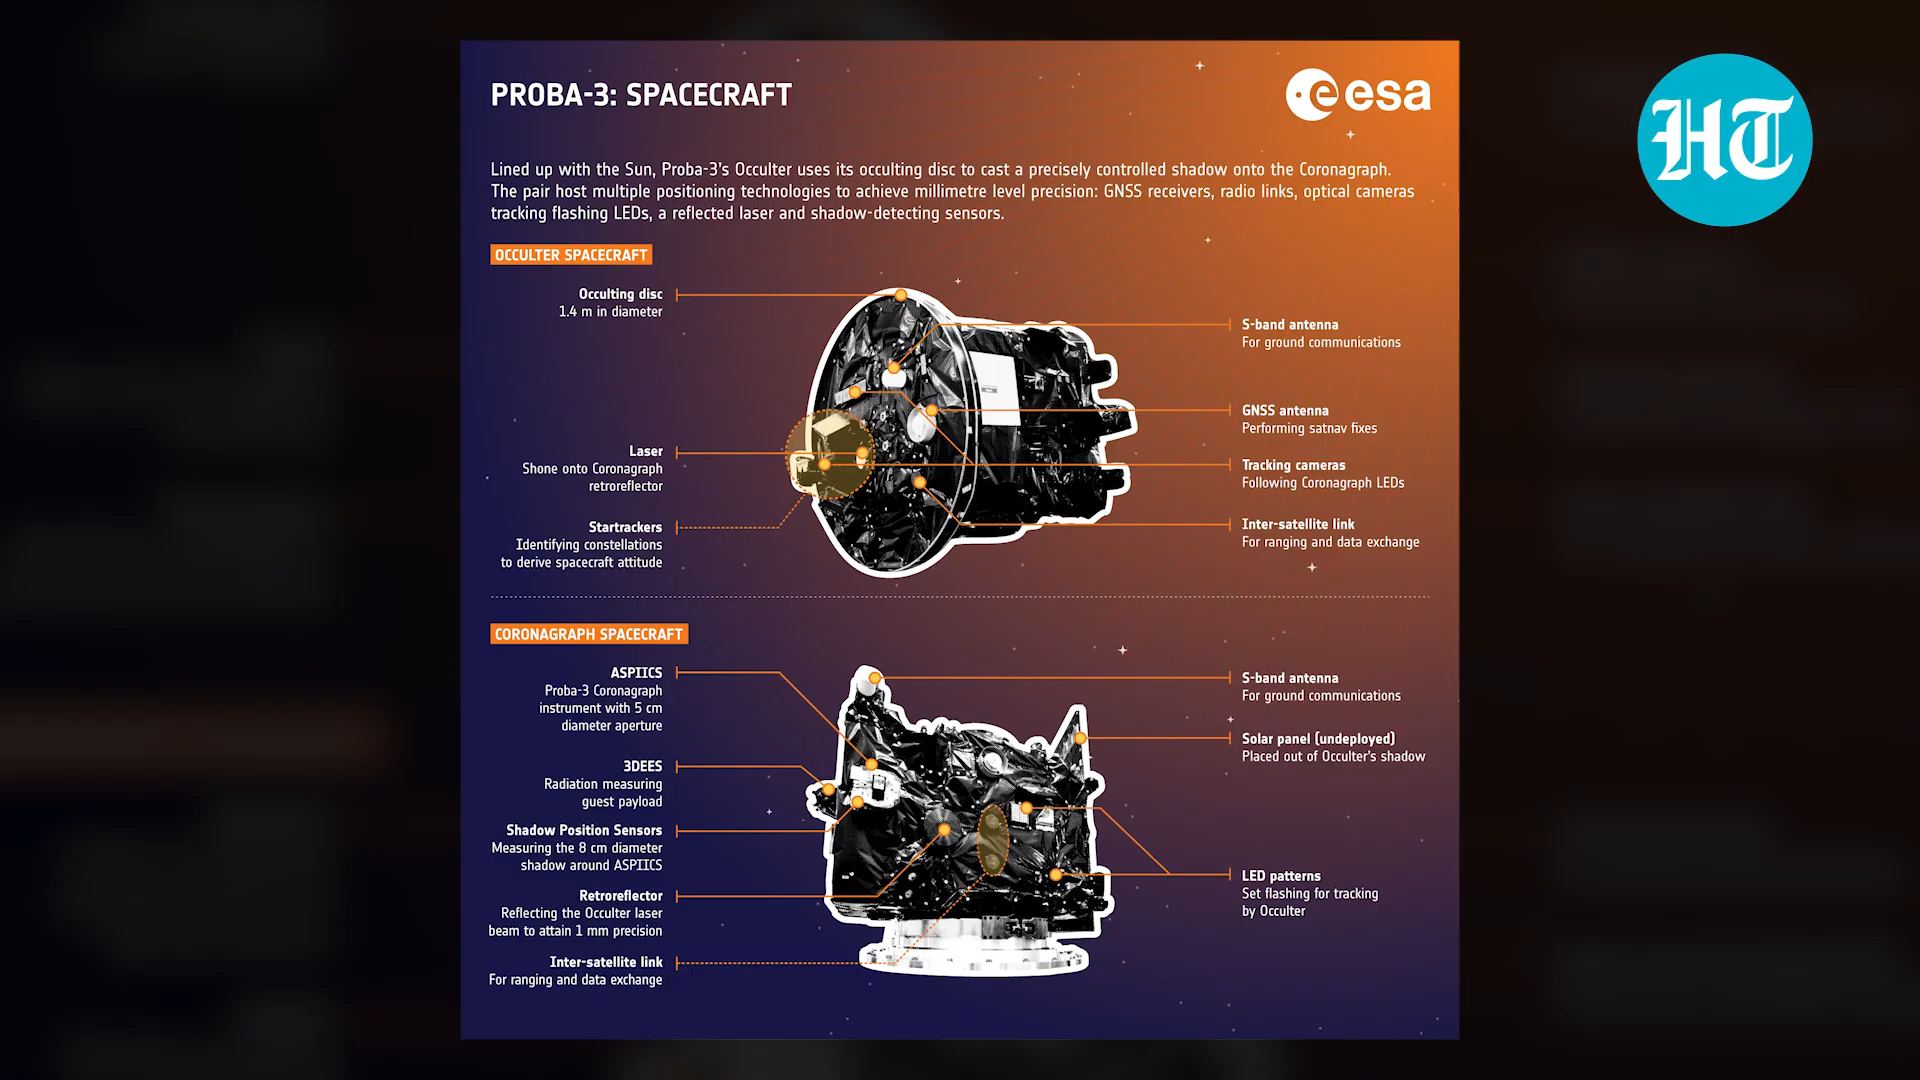 PROBA-3: SPACECRAFT
esa
HT
Lined up with the Sun, Proba-3's Occulter uses its occulting disc to cast a precisely controlled shadow onto the Coronagraph.
The pair host multiple positioning technologies to achieve millimetre level precision: GNSS receivers, radio links, optical cameras
tracking flashing LEDs, a reflected laser and shadow-detecting sensors.
OCCULTER SPACECRAFT
Occulting disc
1.4 m in diameter
Laser
Shone onto Coronagraph
retroreflector
Startrackers
Identifying constellations
to derive spacecraft attitude
S-band antenna
For ground communications
GNSS antenna
Performing satnav fixes
Tracking cameras
Following Coronagraph LEDs
Inter-satellite link
For ranging and data exchange
CORONAGRAPH SPACECRAFT
ASPIICS
Proba-3 Coronagraph
instrument with 5 cm
diameter aperture
3DEES
Radiation measuring
guest payload
Shadow Position Sensors
Measuring the 8 cm diameter
shadow around ASPIICS
Retroreflector
Reflecting the Occulter laser
beam to attain 1 mm precision
Inter-satellite link
For ranging and data exchange
S-band antenna
For ground communications
Solar panel (undeployed)
Placed out of Occulter's shadow
LED patterns
Set flashing for tracking
by Occulter